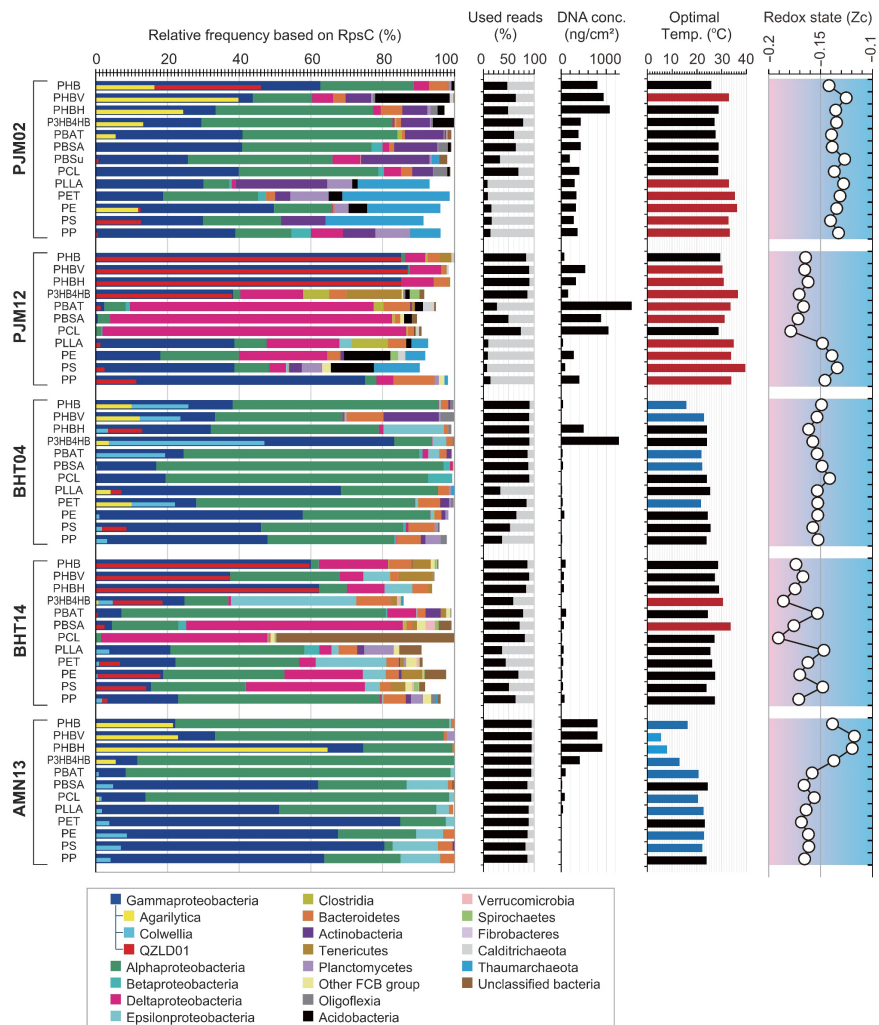 Relative frequency based on RpsC (%)
Used reads
(%)
DNA conc.
(ng/cm²)
Optimal
Temp. (°C)
Redox state (Zc)
0 20 40 60 80 100
0 50 100
0 1000
0 10 20 30 40
-0.2 -0.15 -0.1
PJM02
PHB
PHBV
PHBH
P3HB4HB
PBAT
PBSA
PBSu
PCL
PLLA
PET
PE
PS
PP
PJM12
PHB
PHBV
PHBH
P3HB4HB
PBAT
PBSA
PCL
PLLA
PE
PS
PP
BHT04
PHB
PHBV
PHBH
P3HB4HB
PBAT
PBSA
PCL
PLLA
PET
PE
PS
PP
BHT14
PHB
PHBV
PHBH
P3HB4HB
PBAT
PBSA
PCL
PLLA
PET
PE
PS
PP
AMN13
PHB
PHBV
PHBH
P3HB4HB
PBAT
PBSA
PCL
PLLA
PET
PE
PS
PP
Gammaproteobacteria
Agarilytica
Colwellia
QZLD01
Alphaproteobacteria
Betaproteobacteria
Deltaproteobacteria
Epsilonproteobacteria
Clostridia
Bacteroidetes
Actinobacteria
Tenericutes
Planctomycetes
Other FCB group
Oligoflexia
Acidobacteria
Verrucomicrobia
Spirochaetes
Fibrobacteres
Calditrichaeota
Thaumarchaeota
Unclassified bacteria